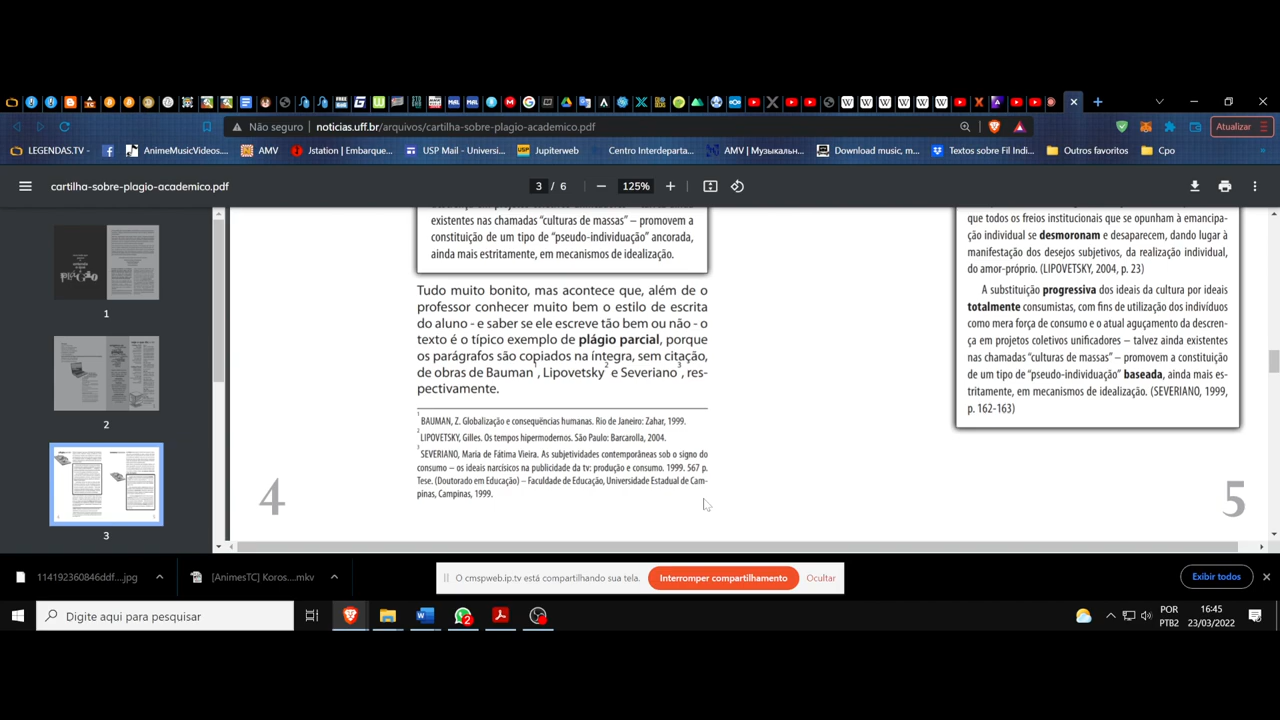 Não seguro
noticias.uff.br/arquivos/cartilha-sobre-plagio-academico.pdf
Atualizar
LEGENDAS.TV -
AnimeMusicVideos...
AMV
Jstation | Embarque...
USP Mail - Universi...
Jupiterweb
Centro Interdeparta...
AMV | Музыкальн...
Download music, m...
Textos sobre Fil Indi...
Outros favoritos
Cpo
cartilha-sobre-plagio-academico.pdf
3 / 6
125%
1
2
3
existentes nas chamadas “culturas de massas” – promovem a
constituição de um tipo de “pseudo-individuação” ancorada,
ainda mais estritamente, em mecanismos de idealização.
Tudo muito bonito, mas acontece que, além de o
professor conhecer muito bem o estilo de escrita
do aluno - e saber se ele escreve tão bem ou não - o
texto é o típico exemplo de plágio parcial, porque
os parágrafos são copiados na íntegra, sem citação,
de obras de Bauman1, Lipovetsky2 e Severiano3, res-
pectivamente.
1 BAUMAN, Z. Globalização e consequências humanas. Rio de Janeiro: Zahar, 1999.
2 LIPOVETSKY, Gilles. Os tempos hipermodernos. São Paulo: Barcarolla, 2004.
3 SEVERIANO, Maria de Fátima Vieira. As subjetividades contemporâneas sob o signo do
consumo – os ideais narcísicos na publicidade da tv: produção e consumo. 1999. 567 p.
Tese. (Doutorado em Educação) – Faculdade de Educação, Universidade Estadual de Cam-
pinas, Campinas, 1999.
4
que todos os freios institucionais que se opunham à emancipa-
ção individual se desmoronam e desaparecem, dando lugar à
manifestação dos desejos subjetivos, da realização individual,
do amor-próprio. (LIPOVETSKY, 2004, p. 23)
A substituição progressiva dos ideais da cultura por ideais
totalmente consumistas, com fins de utilização dos indivíduos
como mera força de consumo e o atual aguçamento da descren-
ça em projetos coletivos unificadores – talvez ainda existentes
nas chamadas “culturas de massas” – promovem a constituição
de um tipo de “pseudo-individuação” baseada, ainda mais es-
tritamente, em mecanismos de idealização. (SEVERIANO, 1999,
p. 162-163)
5
114192360846ddf....jpg
[AnimesTC] Koros....mkv
O cmspweb.ip.tv está compartilhando sua tela.
Interromper compartilhamento
Ocultar
Exibir todos
Digite aqui para pesquisar
2
POR
PTB2
16:45
23/03/2022